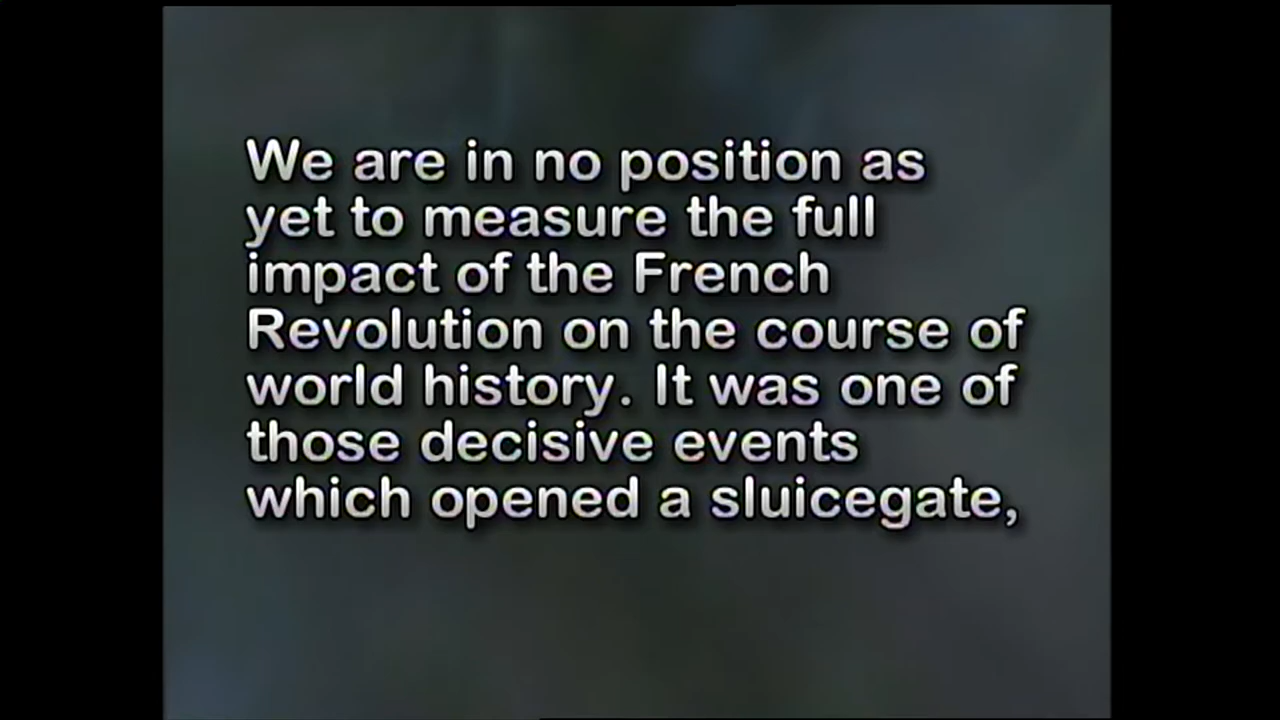 We are in no position as
yet to measure the full
impact of the French
Revolution on the course of
world history. It was one of
those decisive events
which opened a sluicegate,